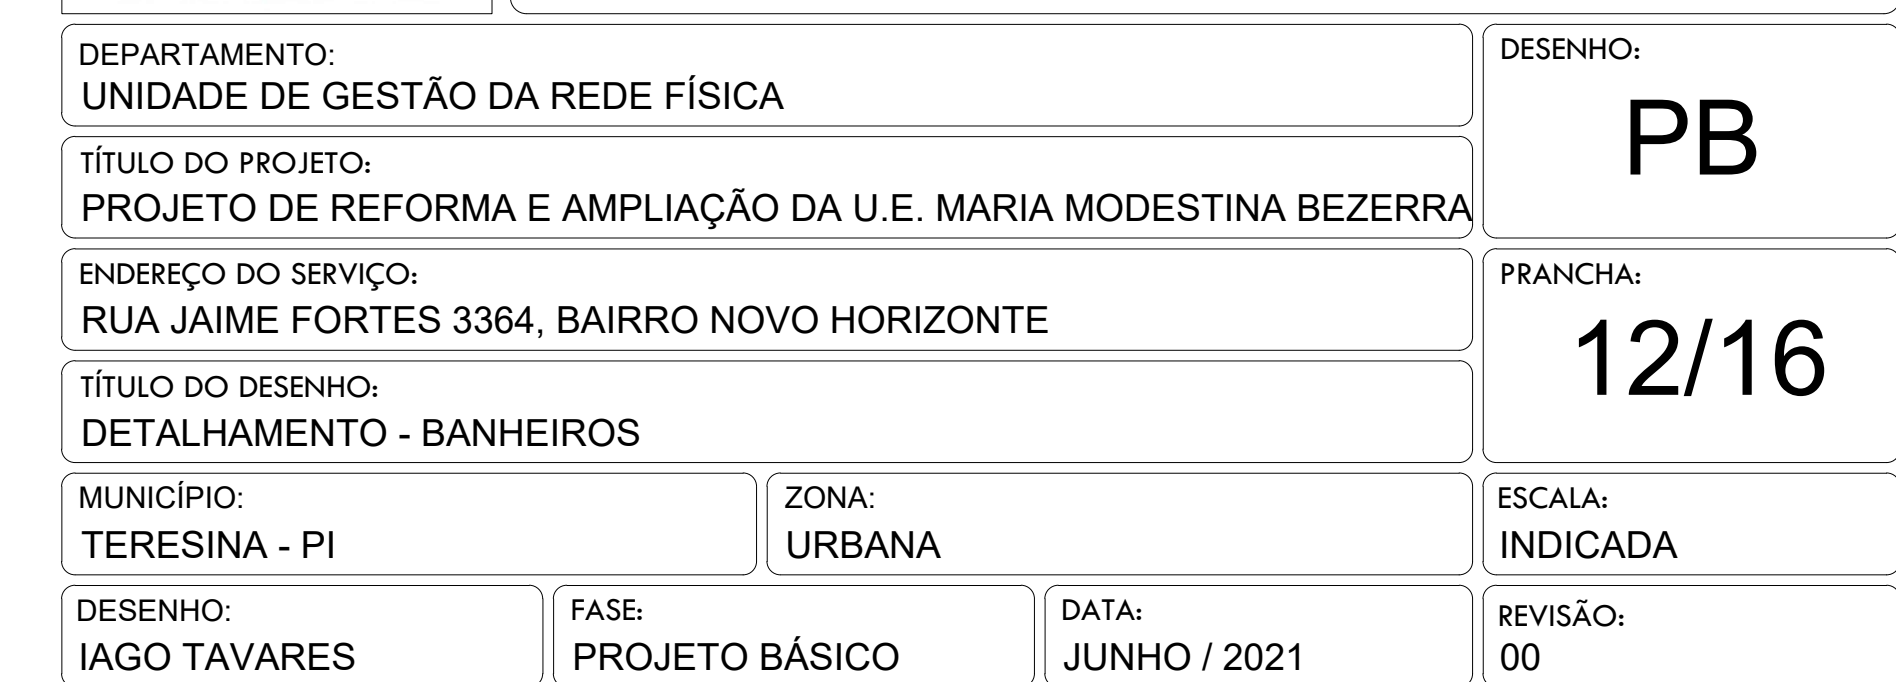 DEPARTAMENTO:
UNIDADE DE GESTÃO DA REDE FÍSICA
DESENHO:
PB
TÍTULO DO PROJETO:
PROJETO DE REFORMA E AMPLIAÇÃO DA U.E. MARIA MODESTINA BEZERRA
ENDEREÇO DO SERVIÇO:
RUA JAIME FORTES 3364, BAIRRO NOVO HORIZONTE
PRANCHA:
12/16
TÍTULO DO DESENHO:
DETALHAMENTO - BANHEIROS
MUNICÍPIO:
TERESINA - PI
ZONA:
URBANA
ESCALA:
INDICADA
DESENHO:
IAGO TAVARES
FASE:
PROJETO BÁSICO
DATA:
JUNHO / 2021
REVISÃO:
00